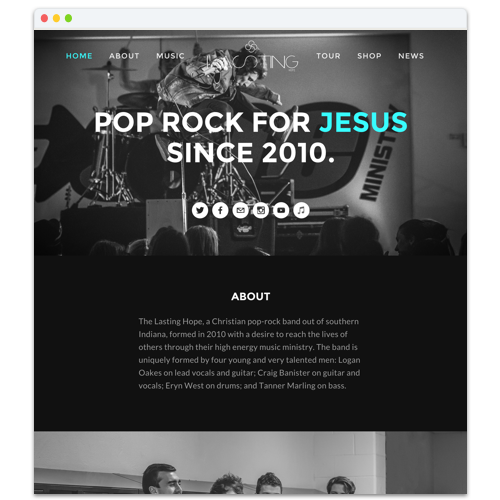 HOME ABOUT MUSIC LASTING TOUR SHOP NEWS
POP ROCK FOR JESUS
SINCE 2010.
MINISTRY
ABOUT
The Lasting Hope, a Christian pop-rock band out of southern
Indiana, formed in 2010 with a desire to reach the lives of
others through their high energy music ministry. The band is
uniquely formed by four young and very talented men: Logan
Oakes on lead vocals and guitar; Craig Banister on guitar and
vocals; Eryn West on drums; and Tanner Marling on bass.